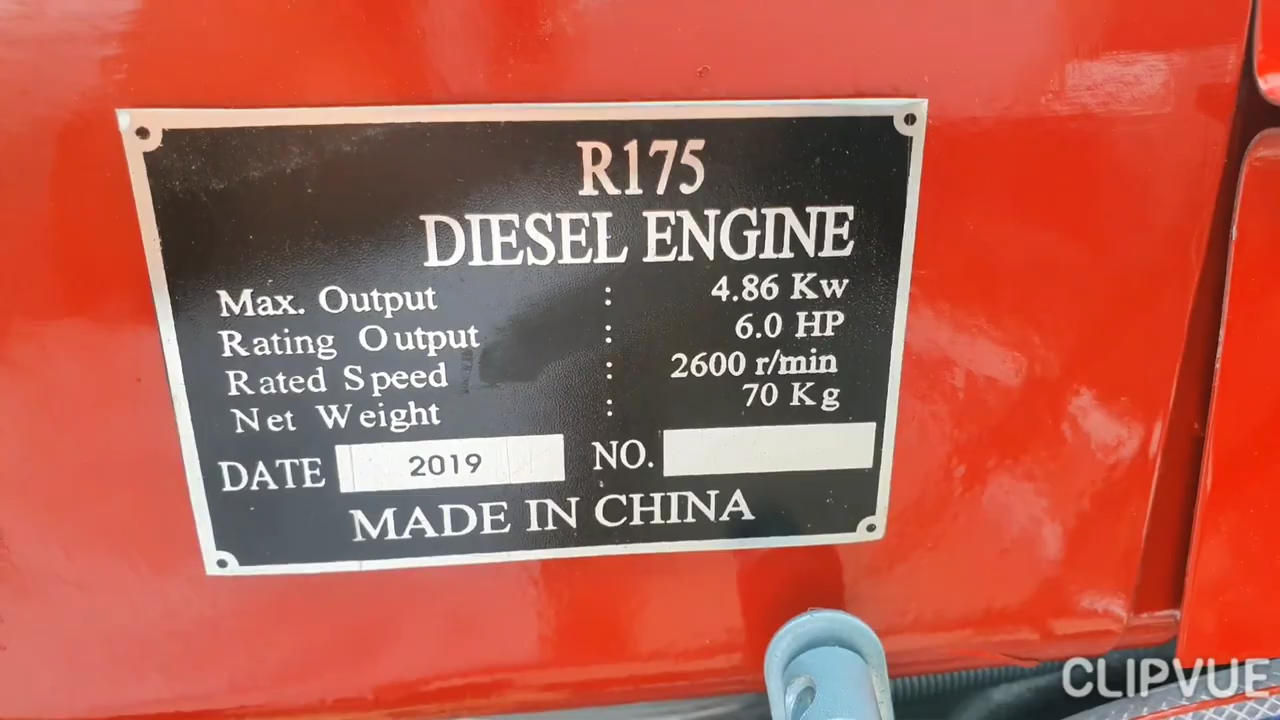 R175
DIESEL ENGINE
Max. Output : 4.86 Kw
Rating Output : 6.0 HP
Rated Speed : 2600 r/min
Net Weight : 70 Kg
DATE 2019 NO.
MADE IN CHINA
CLIPVUE